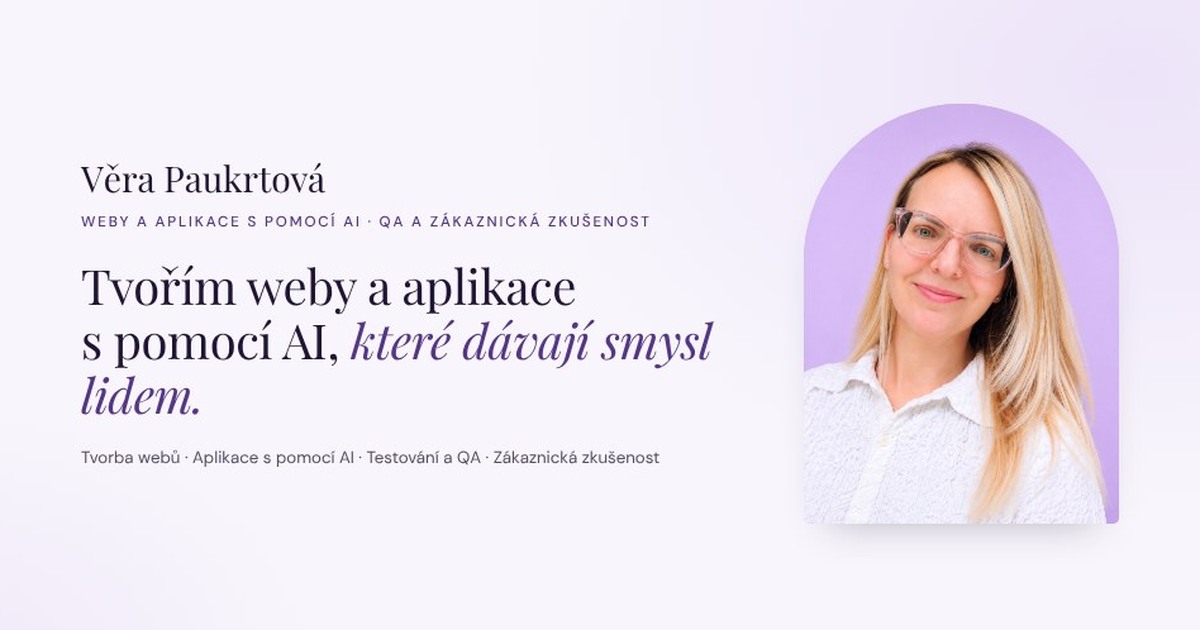 Věra Paukrtová
WEBY A APLIKACE S POMOCÍ AI · QA A ZÁKAZNICKÁ ZKUŠENOST
Tvořím weby a aplikace
s pomocí AI, které dávají smysl
lidem.
Tvorba webů · Aplikace s pomocí AI · Testování a QA · Zákaznická zkušenost